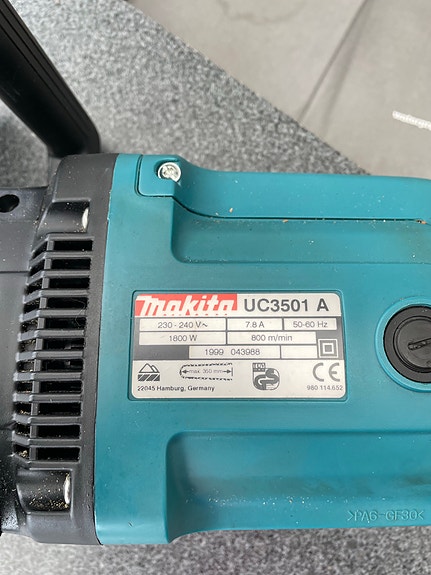 makita UC3501 A
230 - 240 V~ 7.8 A 50-60 Hz
1800 W 800 m/min
1999 043988
max. 350 mm
22045 Hamburg, Germany
GS
CE
980.114.652
>PA6-GF30<